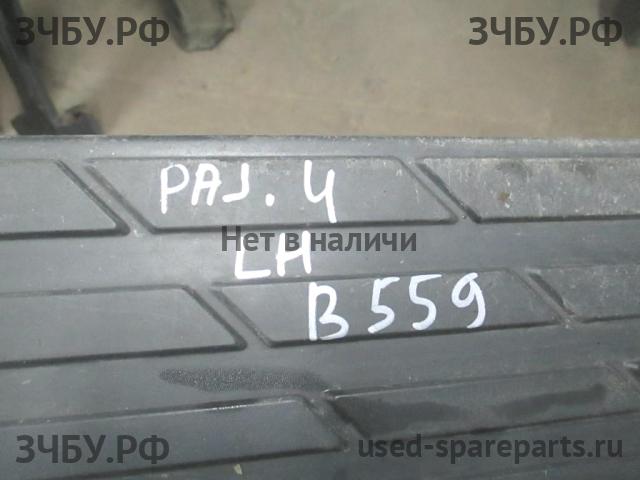 ЗЧБУ.РФ ЗЧБУ.РФ
PAJ. 4
Нет в наличи
LH
B559
ЗЧБУ.РФ used-spareparts.ru